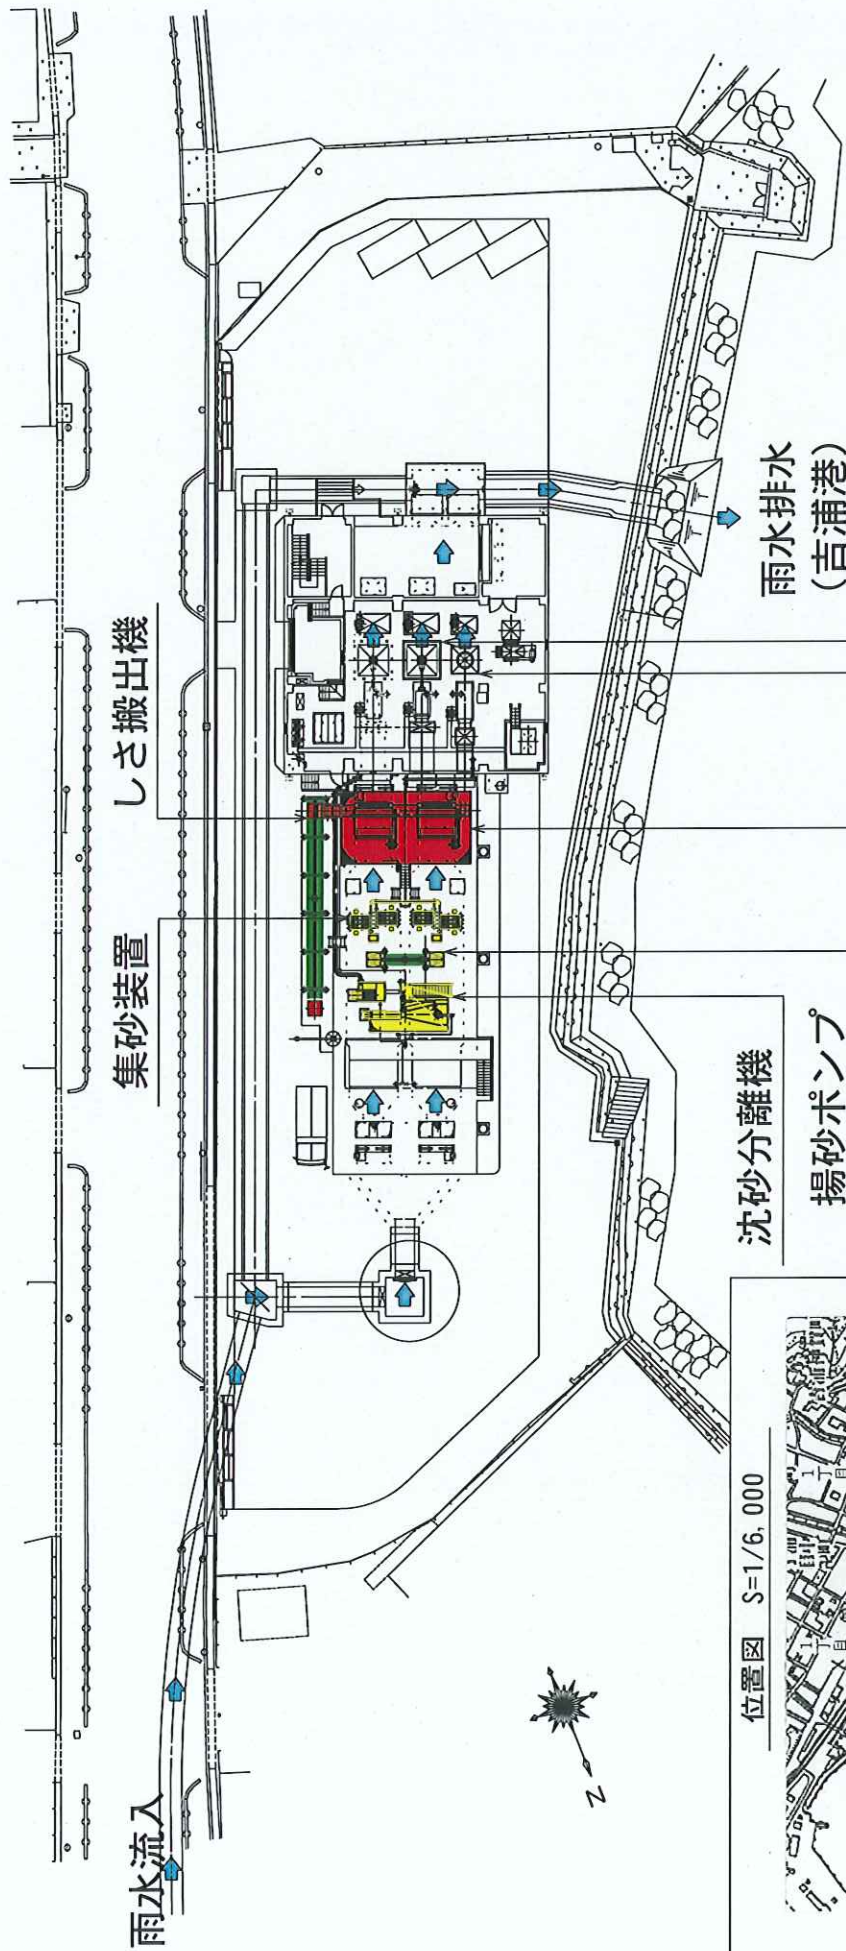 しさ搬出機
集砂装置
雨水流入
雨水排水
(吉浦港)
沈砂分離機
揚砂ポンプ
位置図 S=1/6,000
N